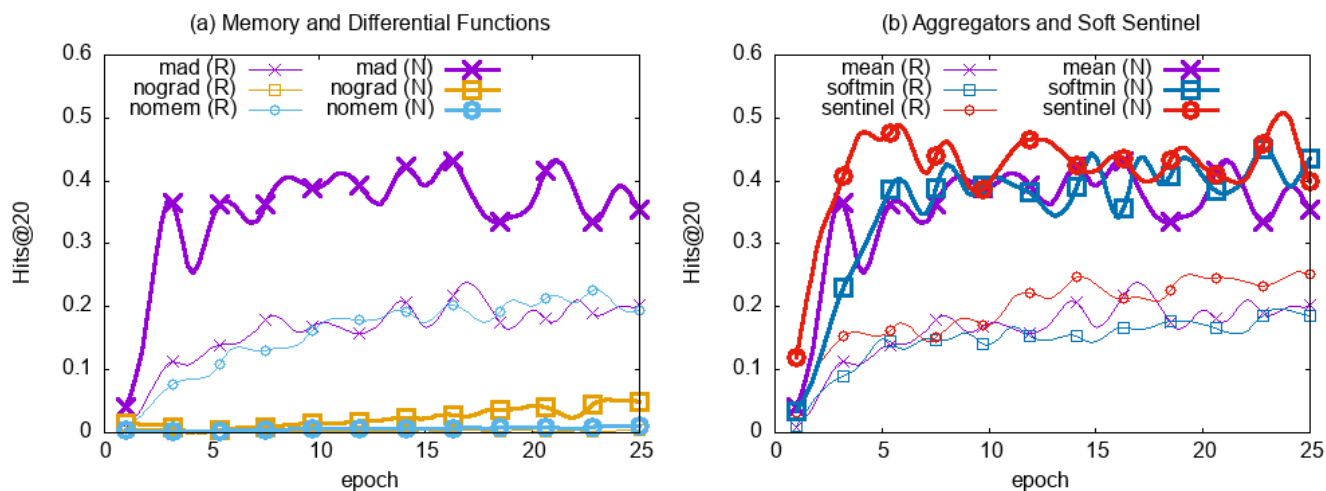 (a) Memory and Differential Functions
0.6
0.5
0.4
0.3
0.2
0.1
0
Hits@20
mad (R)
nograd (R)
nomem (R)
mad (N)
nograd (N)
nomem (N)
0 5 10 15 20 25
epoch
(b) Aggregators and Soft Sentinel
0.6
0.5
0.4
0.3
0.2
0.1
0
Hits@20
mean (R)
softmin (R)
sentinel (R)
mean (N)
softmin (N)
sentinel (N)
0 5 10 15 20 25
epoch